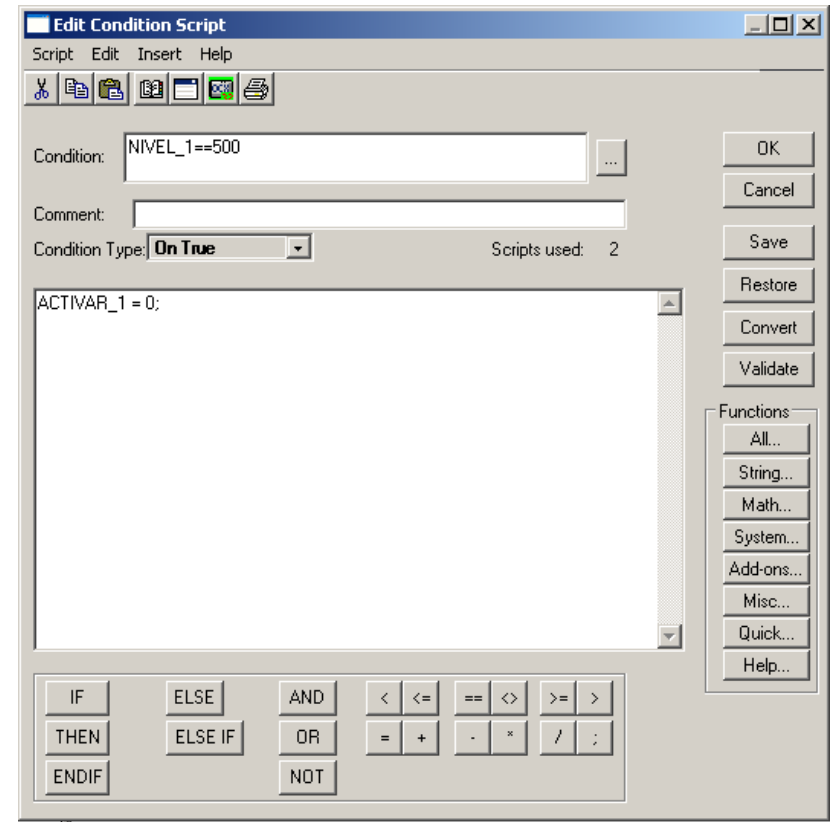 Edit Condition Script
Script Edit Insert Help
Condition: NIVEL_1==500 ...
Comment:
Condition Type: On True Scripts used: 2
ACTIVAR_1 = 0;
OK
Cancel
Save
Restore
Convert
Validate
Functions
All...
String...
Math...
System...
Add-ons...
Misc...
Quick...
Help...
IF ELSE AND < <= == <> >= >
THEN ELSE IF OR = + - * / ;
ENDIF NOT